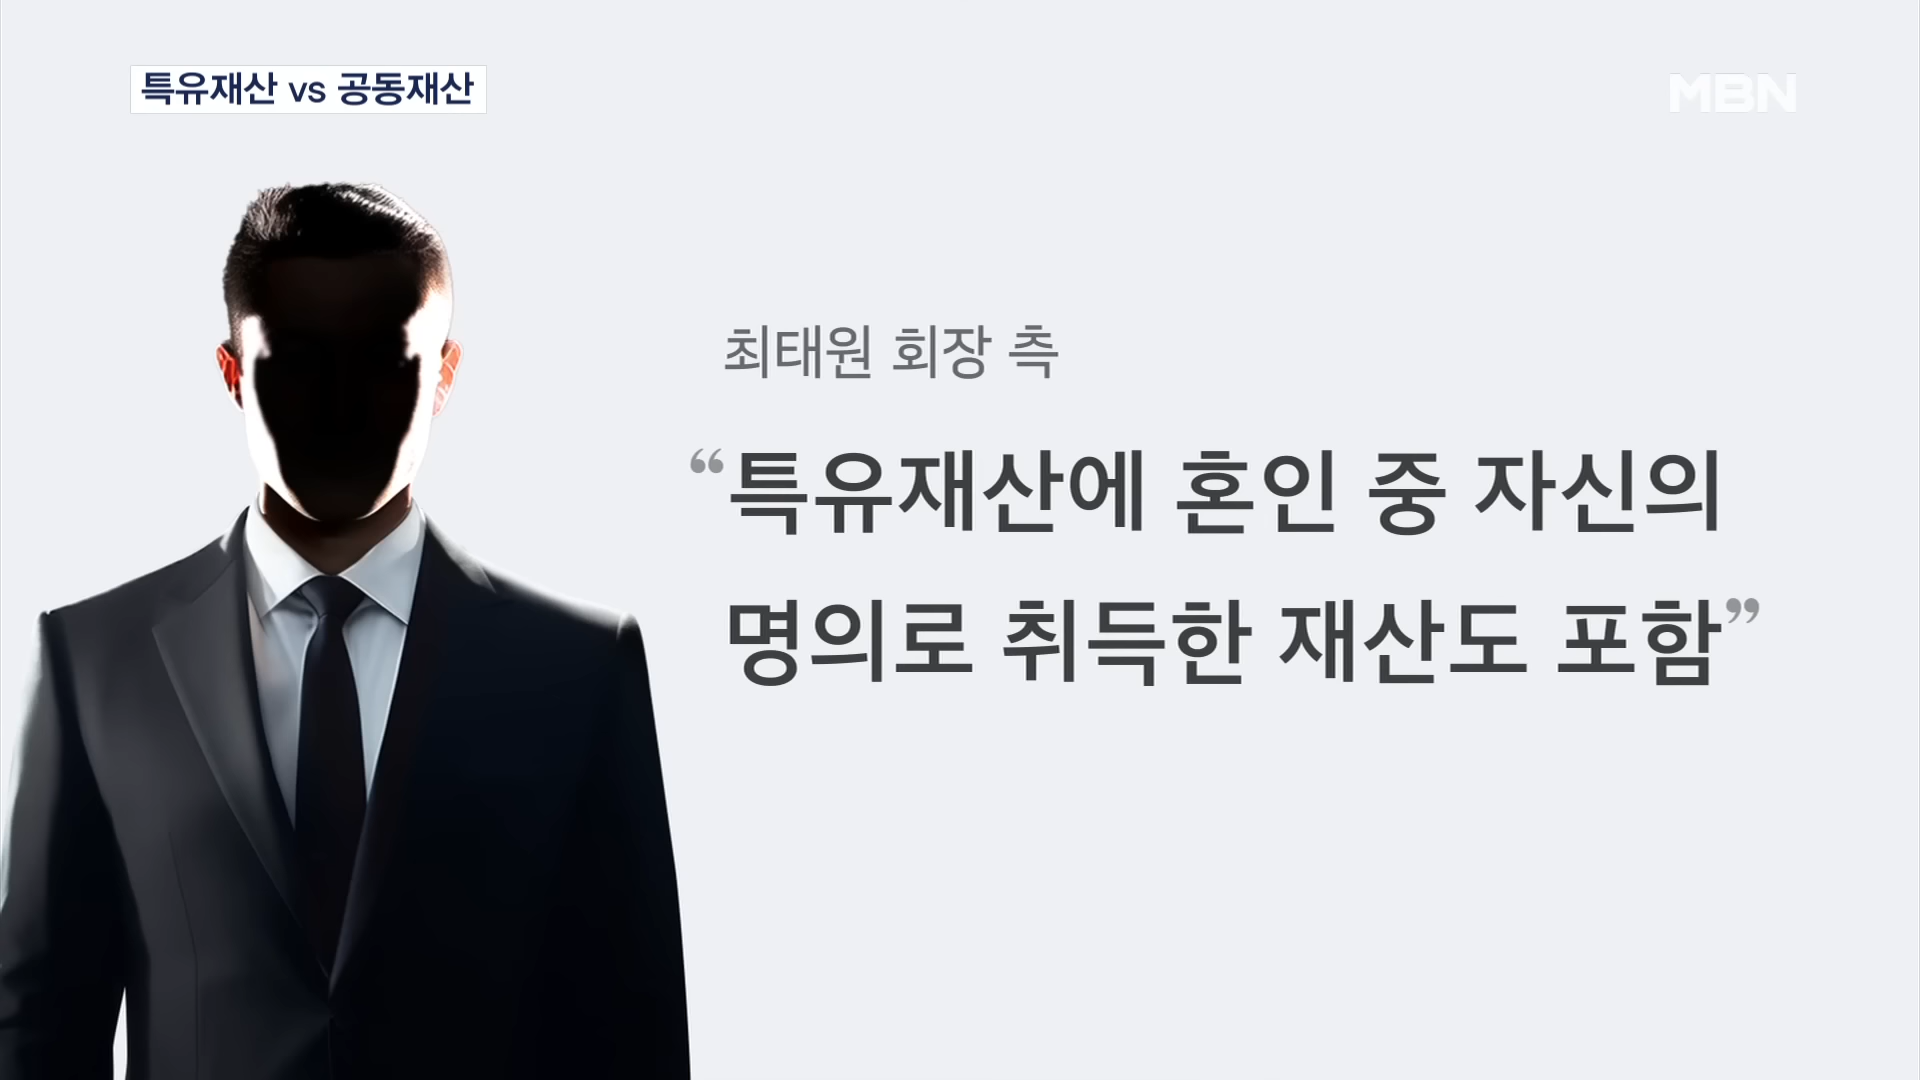 특유재산 vs 공동재산
MBN
최태원 회장 측
“특유재산에 혼인 중 자신의
명의로 취득한 재산도 포함”